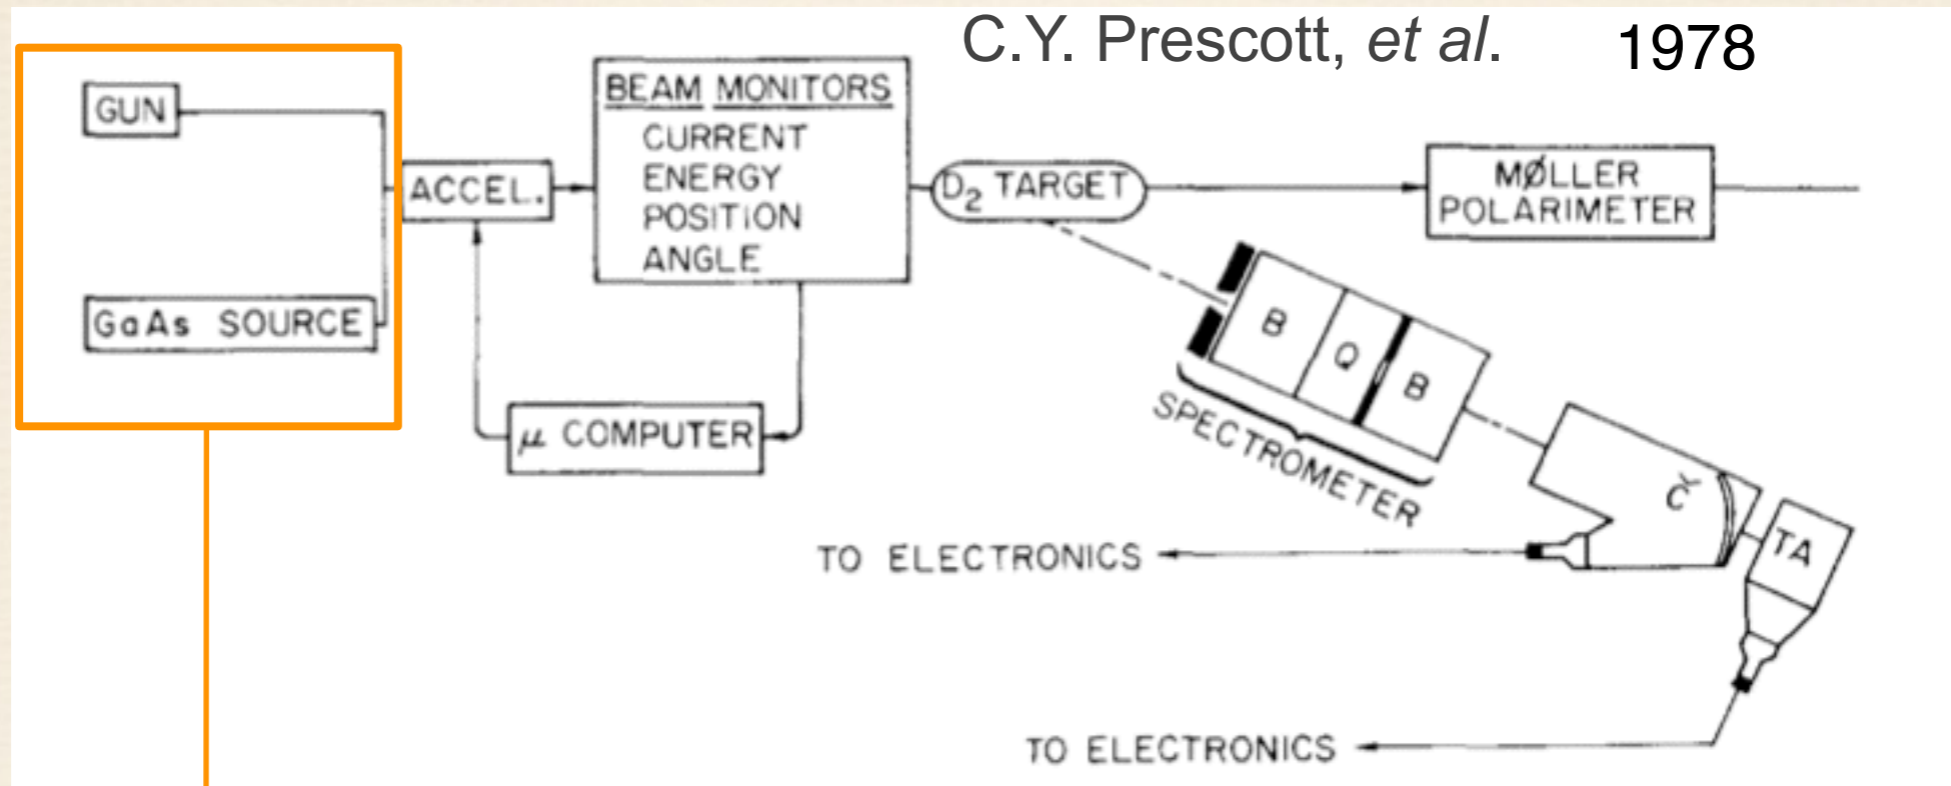 C.Y. Prescott, et al. 1978
GUN
GaAs SOURCE
ACCEL.
BEAM MONITORS
CURRENT
ENERGY
POSITION
ANGLE
μ COMPUTER
D₂ TARGET
MØLLER
POLARIMETER
B
Q
B
SPECTROMETER
Č
TA
TO ELECTRONICS
TO ELECTRONICS